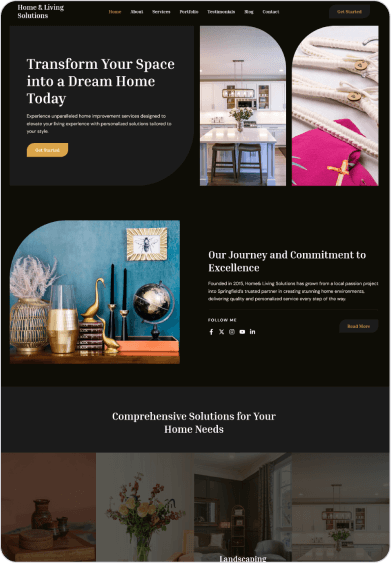 Home & Living
Solutions
Home About Services Portfolio Testimonials Blog Contact
Get Started
Transform Your Space
into a Dream Home
Today
Experience unparalleled home improvement services designed to
elevate your living experience with personalized solutions tailored to
your style.
Get Started
Our Journey and Commitment to
Excellence
Founded in 2015, Home& Living Solutions has grown from a local passion project
into Springfield's trusted partner in creating stunning home environments,
delivering quality and personalized service every step of the way.
FOLLOW ME
Read More
Comprehensive Solutions for Your
Home Needs
Landscaping